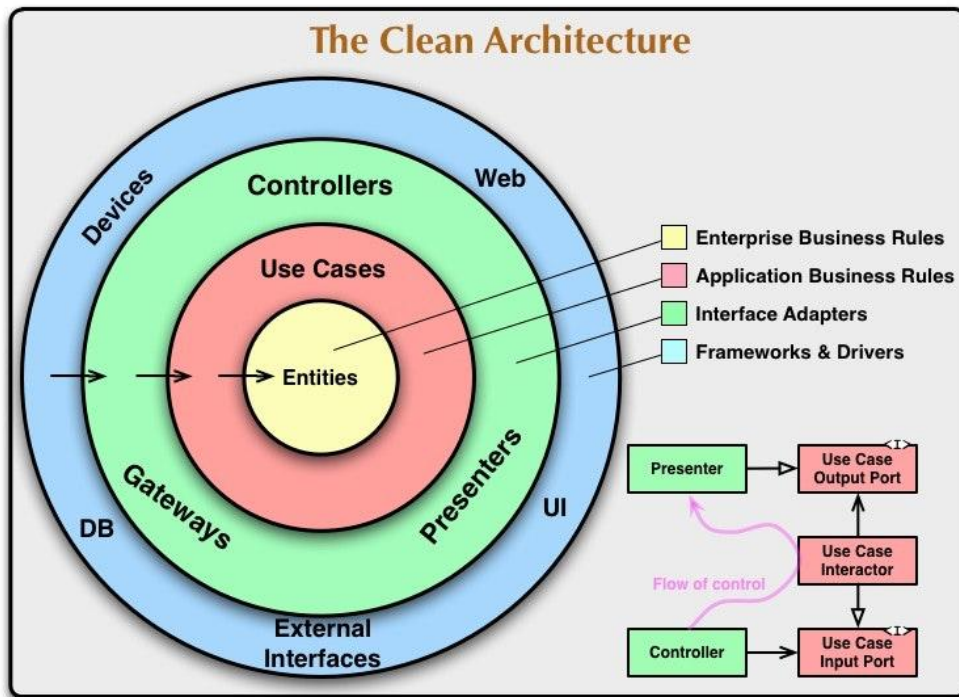 The Clean Architecture
Devices
Controllers
Web
Use Cases
Entities
Gateways
Presenters
DB
UI
External
Interfaces
Enterprise Business Rules
Application Business Rules
Interface Adapters
Frameworks & Drivers
Presenter
<I>
Use Case
Output Port
Use Case
Interactor
Flow of control
Controller
<I>
Use Case
Input Port